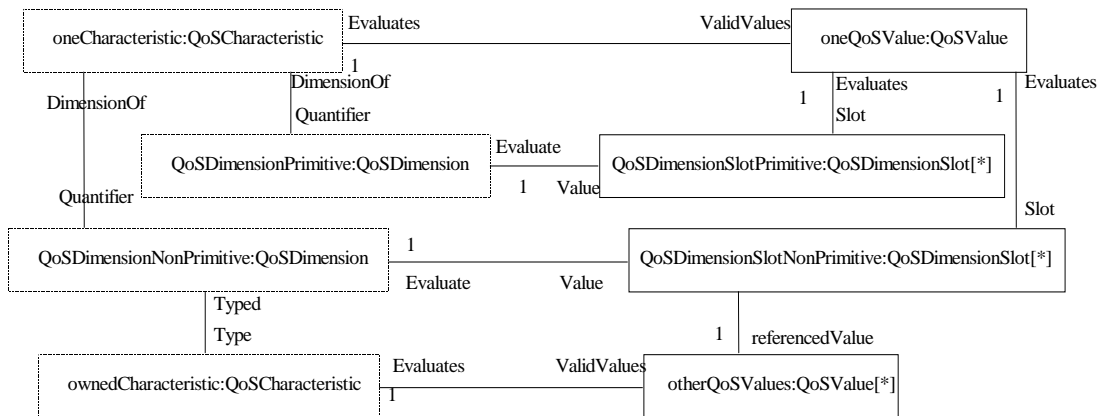 Evaluates
ValidValues
oneCharacteristic:QoSCharacteristic
oneQoSValue:QoSValue
1
DimensionOf
Evaluates
Evaluates
DimensionOf
1
1
Quantifier
Slot
Evaluate
QoSDimensionPrimitive:QoSDimension
QoSDimensionSlotPrimitive:QoSDimensionSlot[*]
1
Value
Quantifier
Slot
1
QoSDimensionNonPrimitive:QoSDimension
QoSDimensionSlotNonPrimitive:QoSDimensionSlot[*]
Evaluate
Value
Typed
Type
1
referencedValue
Evaluates
ValidValues
ownedCharacteristic:QoSCharacteristic
otherQoSValues:QoSValue[*]
1